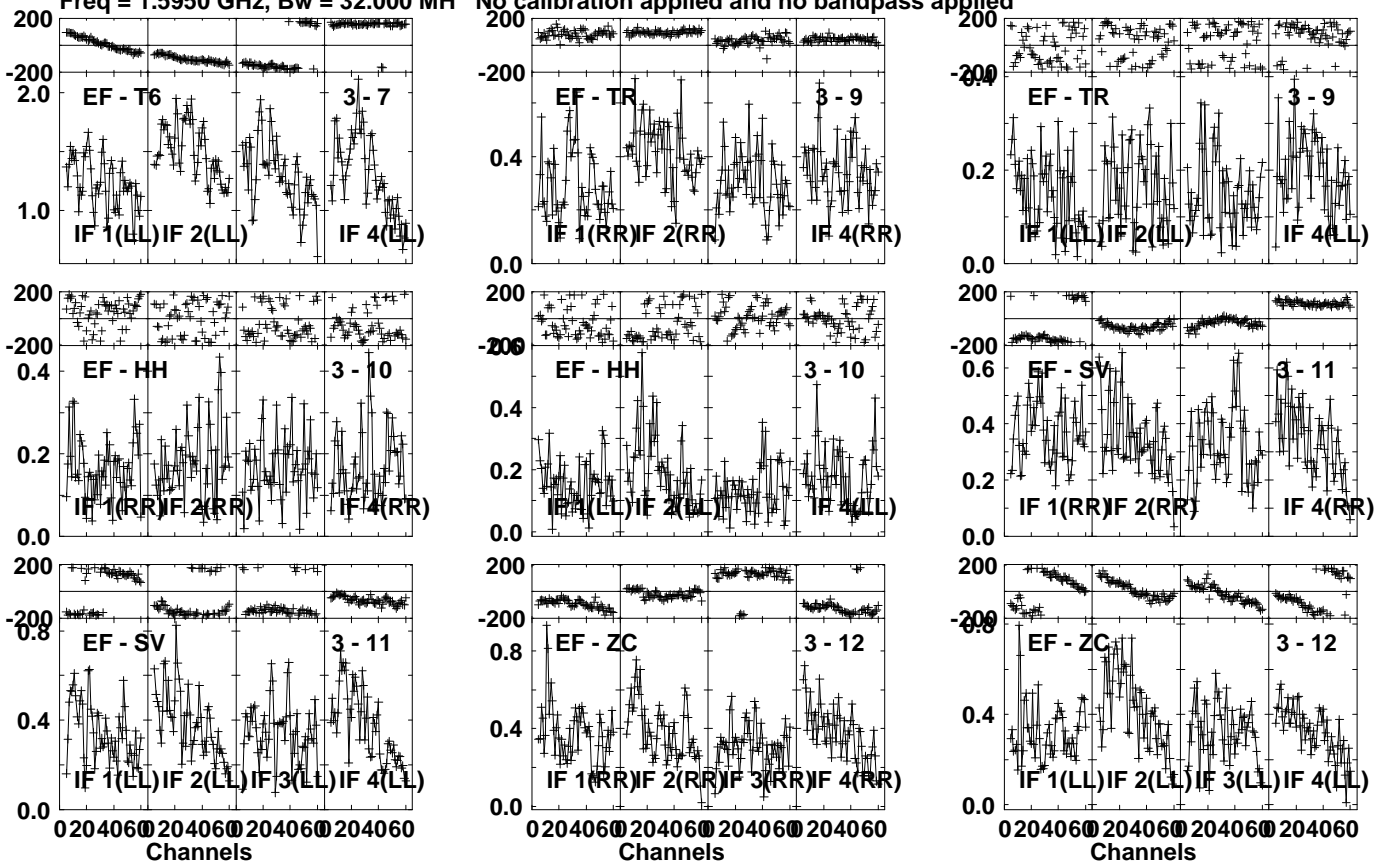 Freq = 1.5950 GHz, Bw = 32.000 MH No calibration applied and no bandpass applied
200
-200
2.0
1.0
EF - T6
3 - 7
IF 1(LL)
IF 2(LL)
IF 4(LL)
200
-200
0.4
0.0
EF - TR
3 - 9
IF 1(RR)
IF 2(RR)
IF 4(RR)
200
-200
0.4
0.2
0.0
EF - TR
3 - 9
IF 1(LL)
IF 2(LL)
IF 4(LL)
200
-200
0.4
0.2
0.0
EF - HH
3 - 10
IF 1(RR)
IF 2(RR)
IF 4(RR)
200
-200
0.6
0.4
0.2
0.0
EF - HH
3 - 10
IF 1(LL)
IF 2(LL)
IF 4(LL)
200
-200
0.6
0.4
0.2
0.0
EF - SV
3 - 11
IF 1(RR)
IF 2(RR)
IF 4(RR)
200
-200
0.8
0.4
0.0
EF - SV
3 - 11
IF 1(LL)
IF 2(LL)
IF 3(LL)
IF 4(LL)
0 20 40 60 0 20 40 60 0 20 40 60 0 20 40 60
Channels
200
-200
0.8
0.4
0.0
EF - ZC
3 - 12
IF 1(RR)
IF 2(RR)
IF 3(RR)
IF 4(RR)
0 20 40 60 0 20 40 60 0 20 40 60 0 20 40 60
Channels
200
-200
0.8
0.4
0.0
EF - ZC
3 - 12
IF 1(LL)
IF 2(LL)
IF 3(LL)
IF 4(LL)
0 20 40 60 0 20 40 60 0 20 40 60 0 20 40 60
Channels